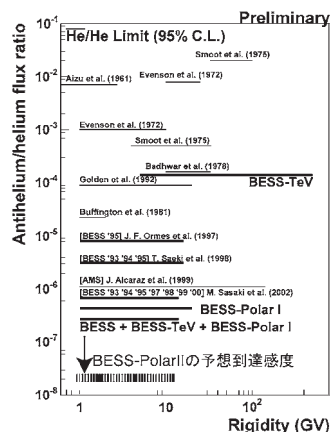 Preliminary
He/He Limit (95% C.L.)
Smoot et al. (1975)
Aizu et al. (1961)
Evenson et al. (1972)
Evenson et al. (1972)
Smoot et al. (1975)
Badhwar et al. (1978)
BESS-TeV
Golden et al. (1992)
Buffington et al. (1981)
[BESS '95] J. F. Ormes et al. (1997)
[BESS '93 '94 '95] T. Saeki et al. (1998)
[AMS] J. Alcaraz et al. (1999)
[BESS '93 '94 '95 '97 '98 '99 '00] M. Sasaki et al. (2002)
BESS-Polar I
BESS + BESS-TeV + BESS-Polar I
BESS-PolarIIの予想到達感度
Antihelium/helium flux ratio
10⁻¹
10⁻²
10⁻³
10⁻⁴
10⁻⁵
10⁻⁶
10⁻⁷
10⁻⁸
1
10
10²
Rigidity (GV)